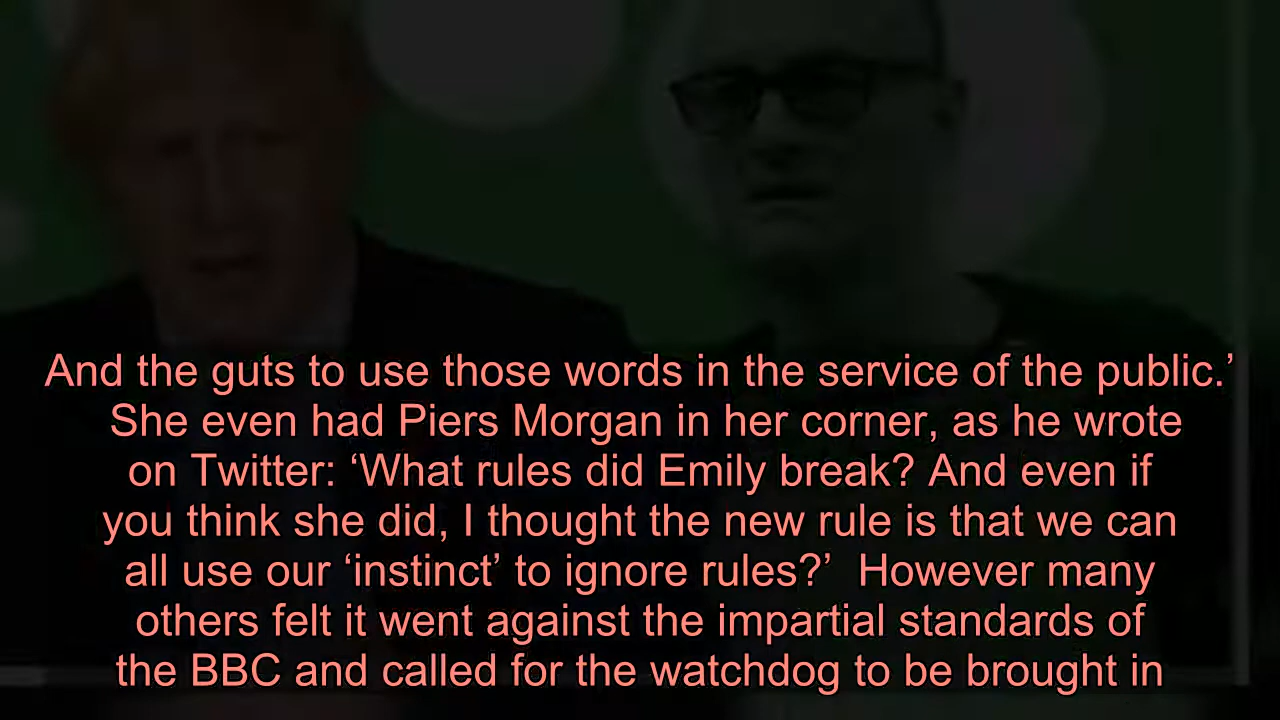 And the guts to use those words in the service of the public.’
She even had Piers Morgan in her corner, as he wrote
on Twitter: ‘What rules did Emily break? And even if
you think she did, I thought the new rule is that we can
all use our ‘instinct’ to ignore rules?’  However many
others felt it went against the impartial standards of
the BBC and called for the watchdog to be brought in